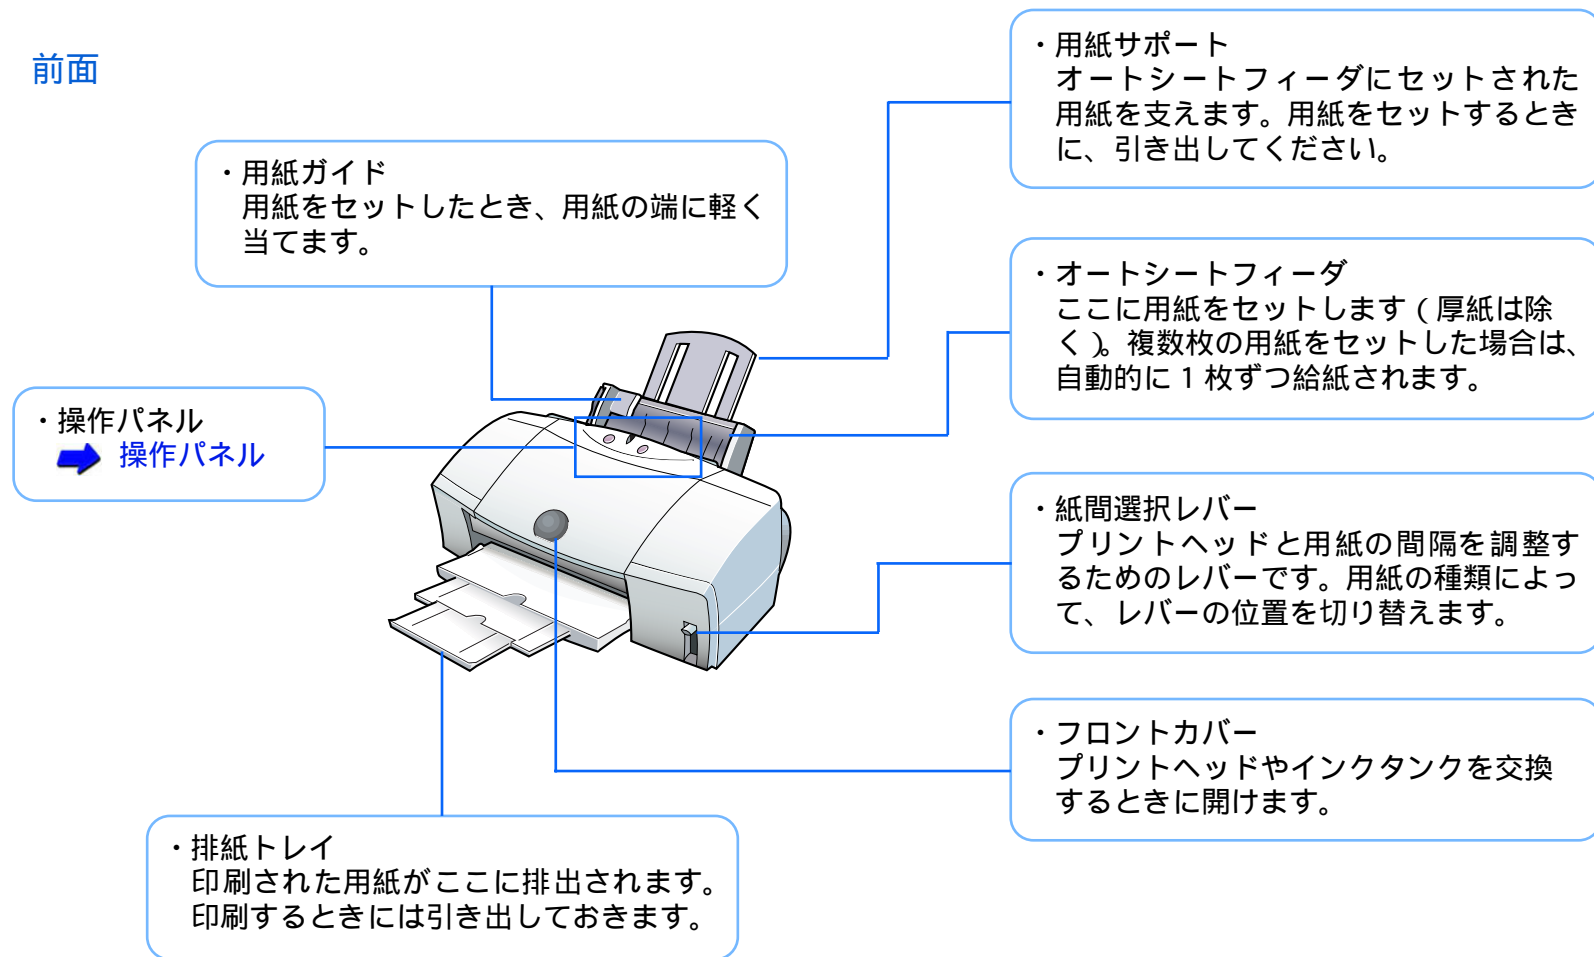 前面
・用紙サポート
オートシートフィーダにセットされた
用紙を支えます。用紙をセットするとき
に、引き出してください。
・用紙ガイド
用紙をセットしたとき、用紙の端に軽く
当てます。
・オートシートフィーダ
ここに用紙をセットします(厚紙は除
く)。複数枚の用紙をセットした場合は、
自動的に1枚ずつ給紙されます。
・操作パネル
操作パネル
・紙間選択レバー
プリントヘッドと用紙の間隔を調整す
るためのレバーです。用紙の種類によっ
て、レバーの位置を切り替えます。
・フロントカバー
プリントヘッドやインクタンクを交換
するときに開けます。
・排紙トレイ
印刷された用紙がここに排出されます。
印刷するときには引き出しておきます。